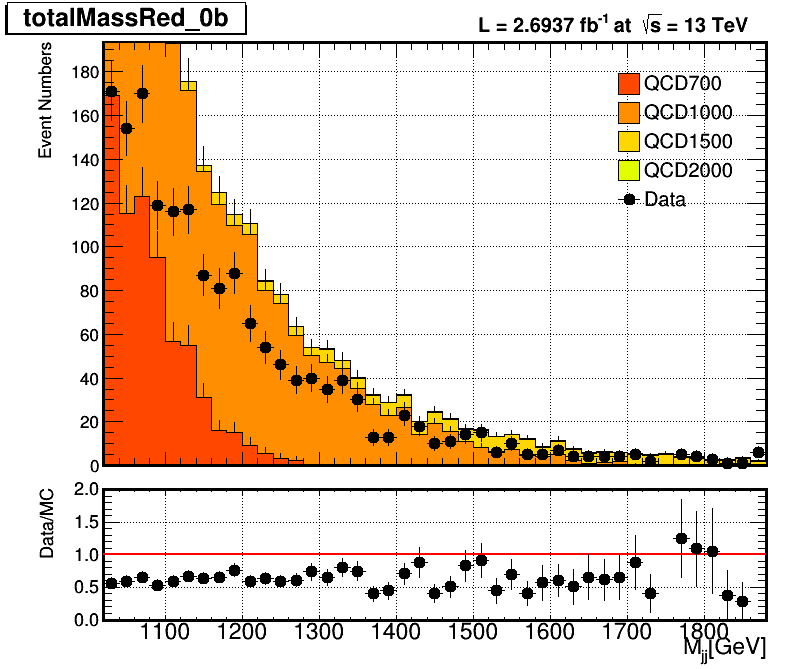 totalMassRed_0b
L = 2.6937 fb⁻¹ at √s = 13 TeV
Event Numbers
180
160
140
120
100
80
60
40
20
0
QCD700
QCD1000
QCD1500
QCD2000
Data
Data/MC
2.0
1.5
1.0
0.5
0.0
1100 1200 1300 1400 1500 1600 1700 1800
M_jj[GeV]